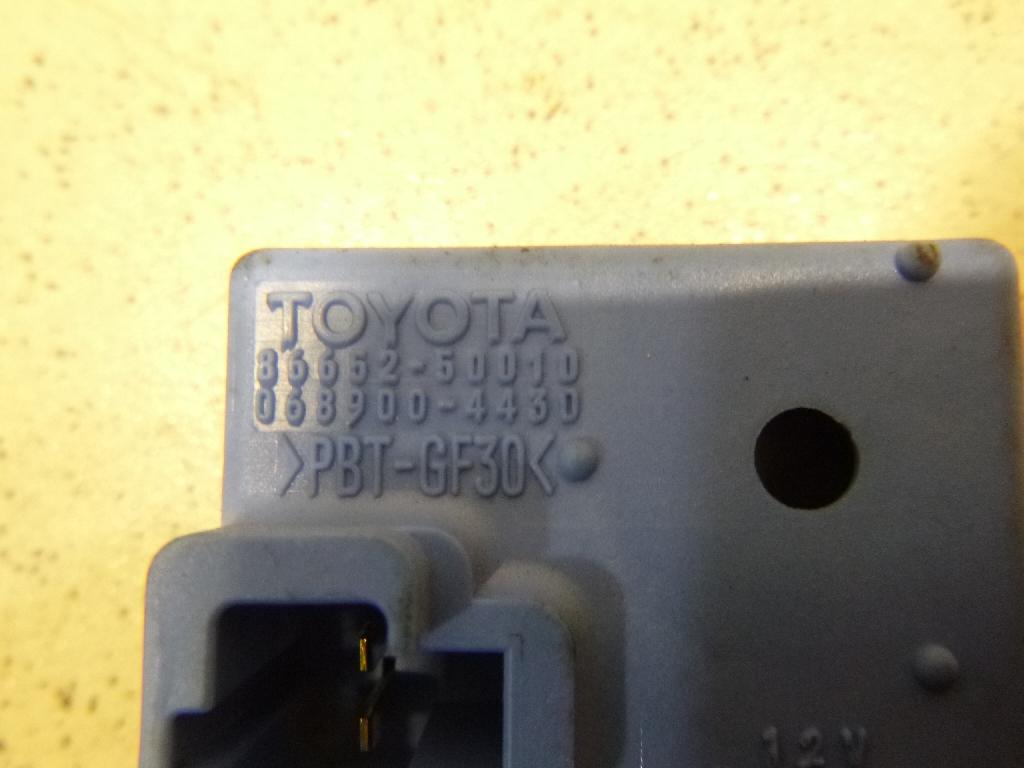 TOYOTA
86652-50010
068900-4430
>PBT-GF30<
12V